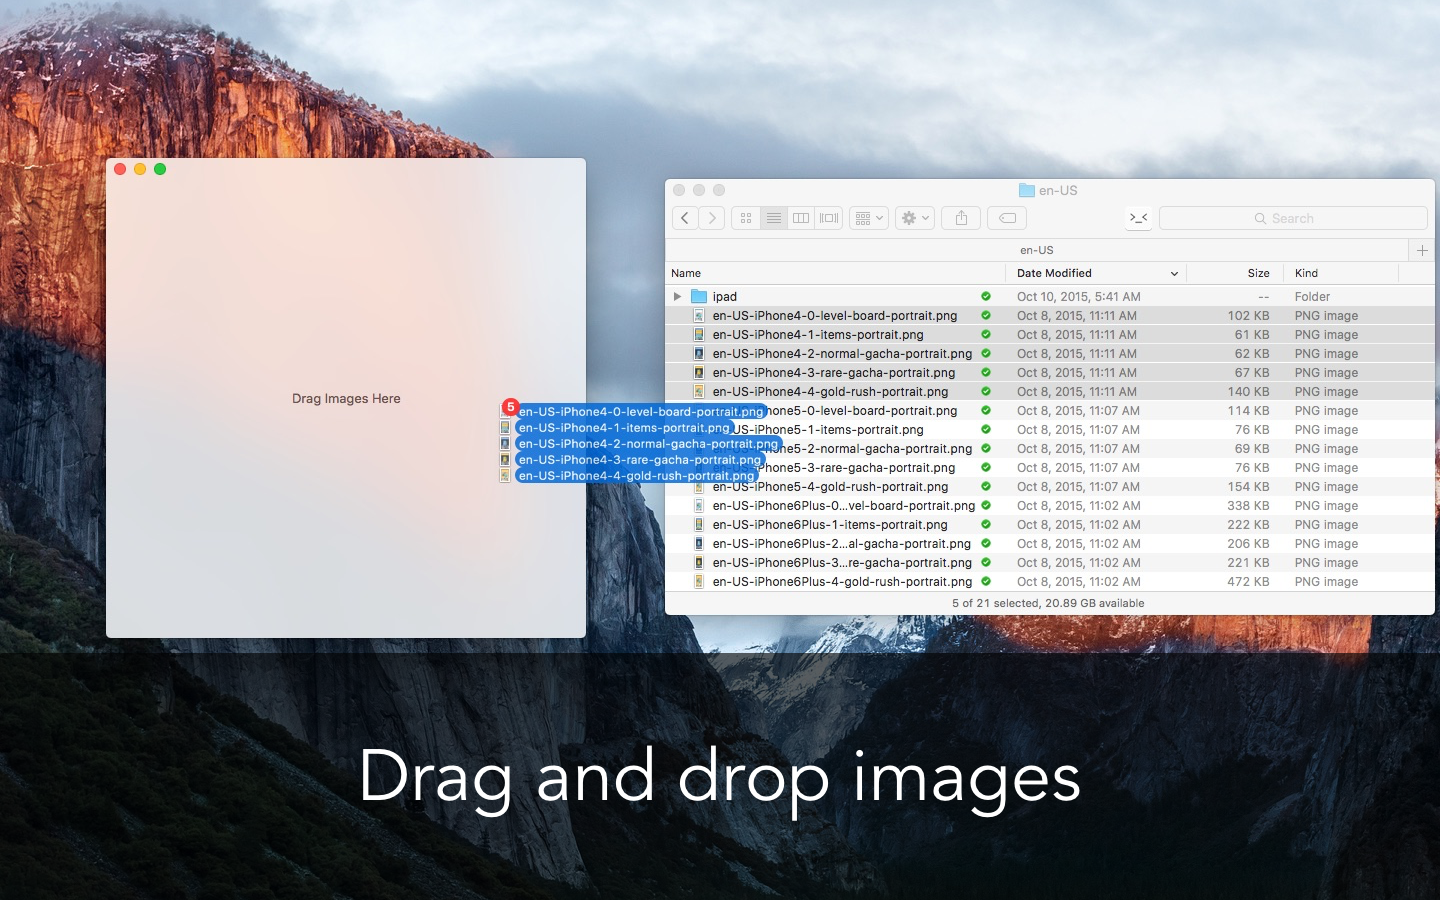 en-US
>_<
Search
en-US
Name Date Modified Size Kind
ipad Oct 10, 2015, 5:41 AM -- Folder
en-US-iPhone4-0-level-board-portrait.png Oct 8, 2015, 11:11 AM 102 KB PNG image
en-US-iPhone4-1-items-portrait.png Oct 8, 2015, 11:11 AM 61 KB PNG image
en-US-iPhone4-2-normal-gacha-portrait.png Oct 8, 2015, 11:11 AM 62 KB PNG image
en-US-iPhone4-3-rare-gacha-portrait.png Oct 8, 2015, 11:11 AM 67 KB PNG image
en-US-iPhone4-4-gold-rush-portrait.png Oct 8, 2015, 11:11 AM 140 KB PNG image
hone5-0-level-board-portrait.png Oct 8, 2015, 11:07 AM 114 KB PNG image
one5-1-items-portrait.png Oct 8, 2015, 11:07 AM 76 KB PNG image
ne5-2-normal-gacha-portrait.png Oct 8, 2015, 11:07 AM 69 KB PNG image
hone5-3-rare-gacha-portrait.png Oct 8, 2015, 11:07 AM 76 KB PNG image
en-US-iPhone5-4-gold-rush-portrait.png Oct 8, 2015, 11:07 AM 154 KB PNG image
en-US-iPhone6Plus-0...vel-board-portrait.png Oct 8, 2015, 11:02 AM 338 KB PNG image
en-US-iPhone6Plus-1-items-portrait.png Oct 8, 2015, 11:02 AM 222 KB PNG image
en-US-iPhone6Plus-2...al-gacha-portrait.png Oct 8, 2015, 11:02 AM 206 KB PNG image
en-US-iPhone6Plus-3...re-gacha-portrait.png Oct 8, 2015, 11:02 AM 221 KB PNG image
en-US-iPhone6Plus-4-gold-rush-portrait.png Oct 8, 2015, 11:02 AM 472 KB PNG image
5 of 21 selected, 20.89 GB available
Drag Images Here
5
en-US-iPhone4-0-level-board-portrait.png
en-US-iPhone4-1-items-portrait.png
en-US-iPhone4-2-normal-gacha-portrait.png
en-US-iPhone4-3-rare-gacha-portrait.png
en-US-iPhone4-4-gold-rush-portrait.png
Drag and drop images